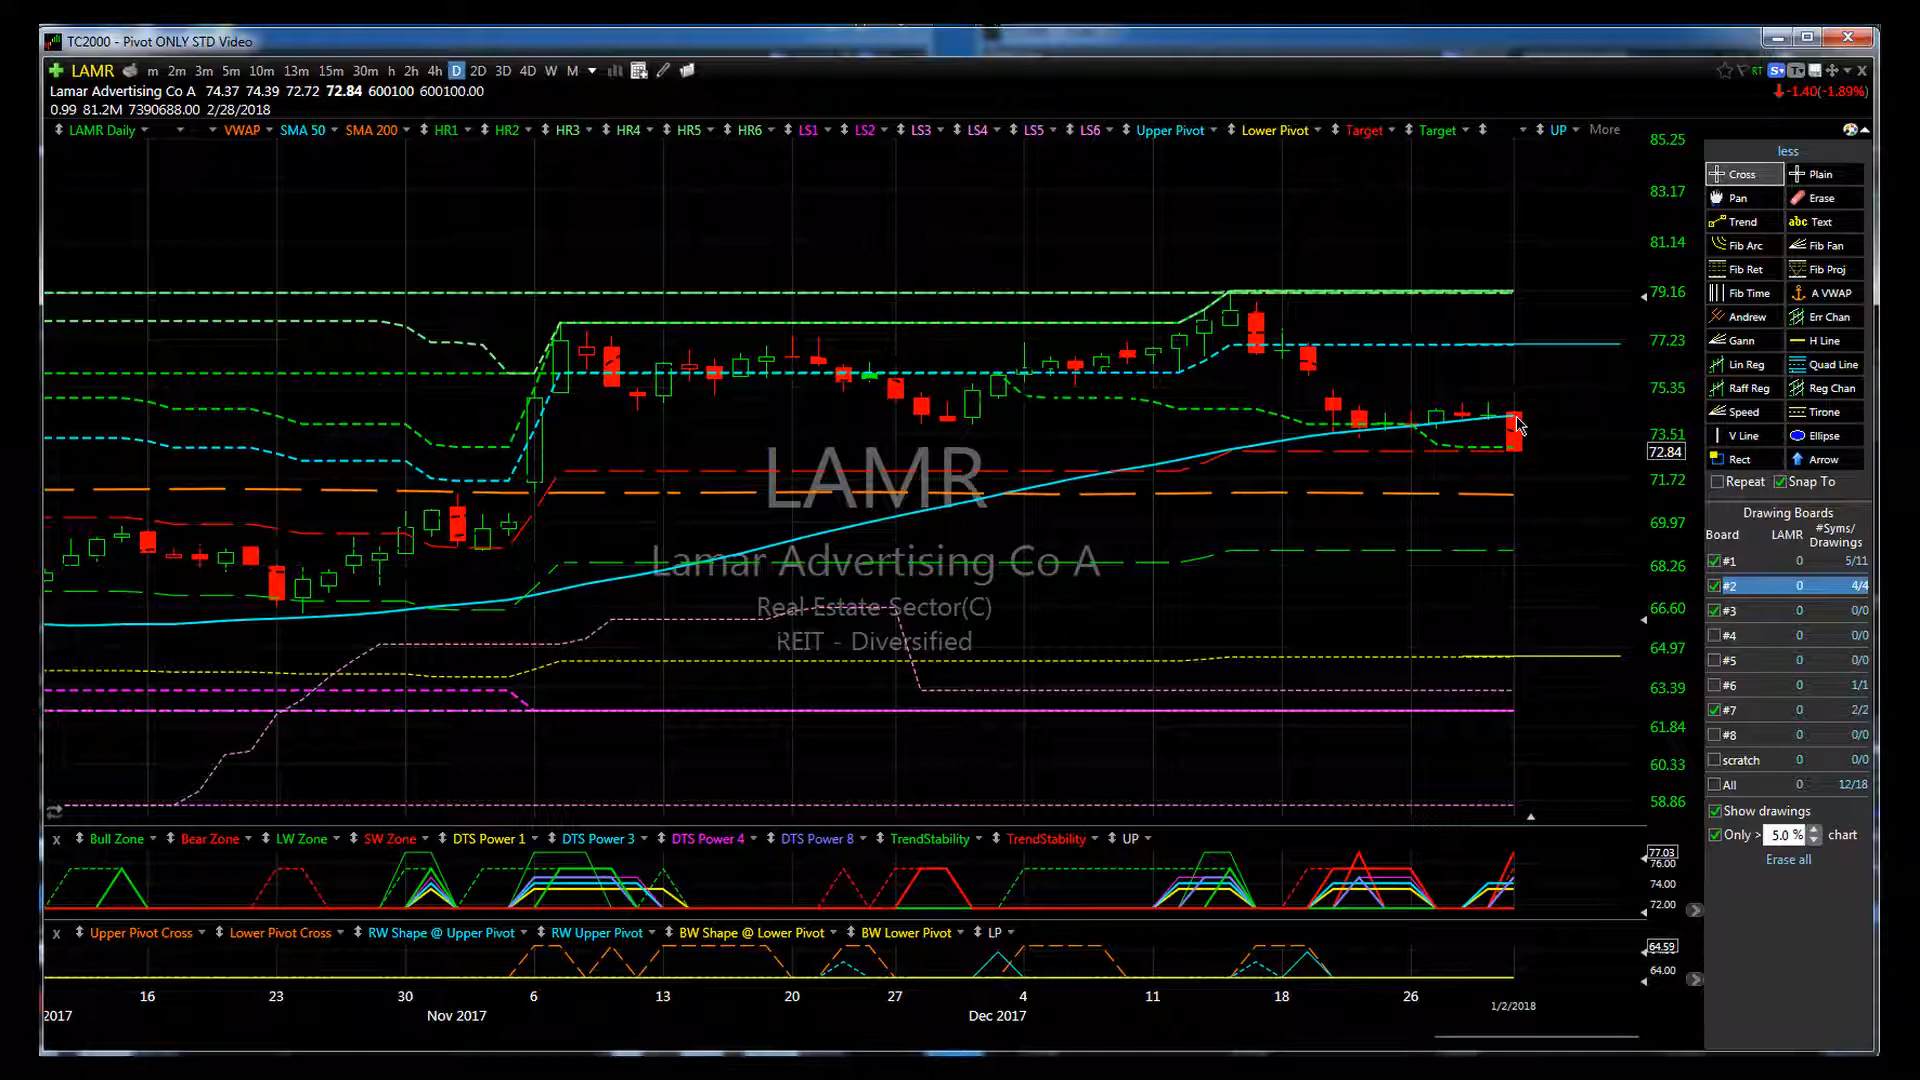 TC2000 - Pivot ONLY STD Video
LAMR m 2m 3m 5m 10m 13m 15m 30m h 2h 4h D 2D 3D 4D W M
RT S T X
Lamar Advertising Co A 74.37 74.39 72.72 72.84 600100 600100.00
-1.40(-1.89%)
0.99 81.2M 7390688.00 2/28/2018
LAMR Daily VWAP SMA 50 SMA 200 HR1 HR2 HR3 HR4 HR5 HR6 LS1 LS2 LS3 LS4 LS5 LS6 Upper Pivot Lower Pivot Target Target UP More
85.25
83.17
81.14
79.16
77.23
75.35
73.51
72.84
71.72
69.97
68.26
66.60
64.97
63.39
61.84
60.33
58.86
LAMR
Lamar Advertising Co A
Real Estate Sector(C)
REIT - Diversified
less
Cross Plain
Pan Erase
Trend abc Text
Fib Arc Fib Fan
Fib Ret Fib Proj
Fib Time A VWAP
Andrew Err Chan
Gann H Line
Lin Reg Quad Line
Raff Reg Reg Chan
Speed Tirone
V Line Ellipse
Rect Arrow
Repeat Snap To
Drawing Boards
Board LAMR #Syms/ Drawings
#1 0 5/11
#2 0 4/4
#3 0 0/0
#4 0 0/0
#5 0 0/0
#6 0 1/1
#7 0 2/2
#8 0 0/0
scratch 0 0/0
All 0 12/18
Show drawings
Only > 5.0 % chart
Erase all
X Bull Zone Bear Zone LW Zone SW Zone DTS Power 1 DTS Power 3 DTS Power 4 DTS Power 8 TrendStability TrendStability UP
77.03
76.00
74.00
72.00
X Upper Pivot Cross Lower Pivot Cross RW Shape @ Upper Pivot RW Upper Pivot BW Shape @ Lower Pivot BW Lower Pivot LP
64.59
64.00
16 23 30 6 13 20 27 4 11 18 26 1/2/2018
2017 Nov 2017 Dec 2017